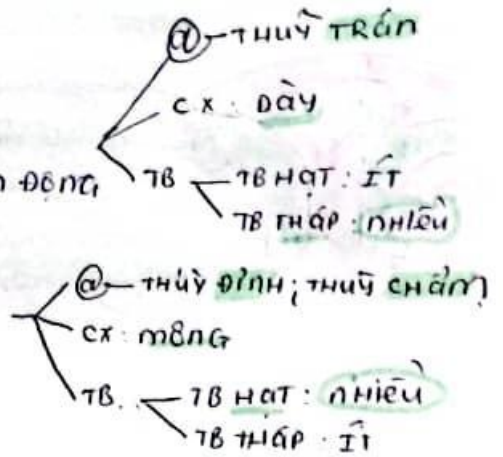 @ THUỲ TRÁN
CX: DÀY
ĐỘNG
TB TB HẠT: ÍT
TB THÁP: NHIỀU
@ THÙY ĐỈNH; THUỲ CHẨM
CX: MỎNG
TB TB HẠT: NHIỀU
TB THÁP: ÍT